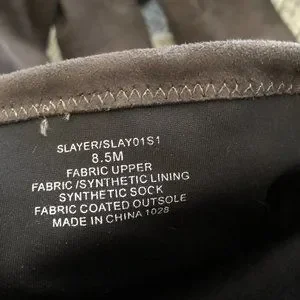 SLAYER/SLAY01S1
8.5M
FABRIC UPPER
FABRIC/SYNTHETIC LINING
SYNTHETIC SOCK
FABRIC COATED OUTSOLE
MADE IN CHINA 1028